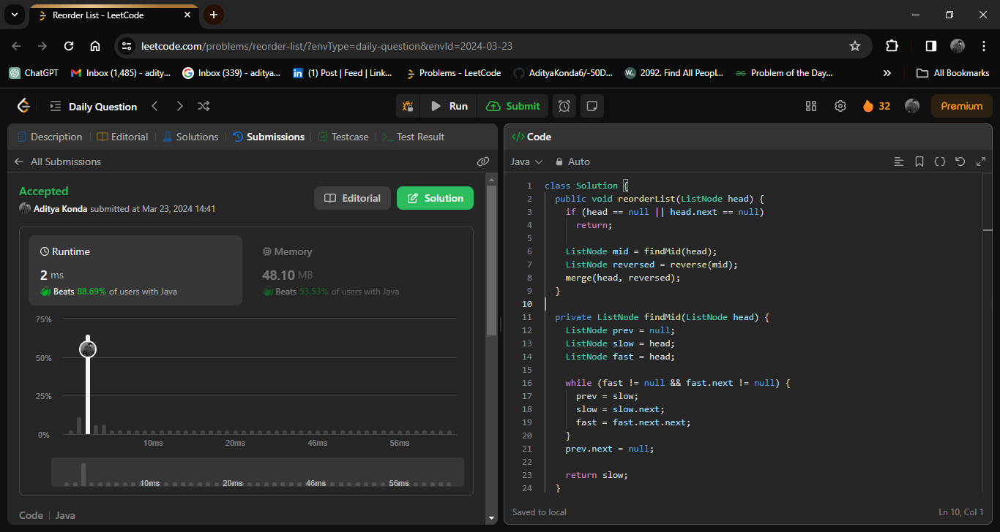 Reorder List - LeetCode
leetcode.com/problems/reorder-list/?envType=daily-question&envId=2024-03-23
ChatGPT Inbox (1,485) - adity... Inbox (339) - aditya... (1) Post | Feed | Link... Problems - LeetCode AdityaKonda6/-50D... 2092. Find All Peopl... Problem of the Day... » All Bookmarks
Daily Question Run Submit 32 Premium
Description Editorial Solutions Submissions Testcase Test Result
All Submissions
Accepted
Aditya Konda submitted at Mar 23, 2024 14:41
Editorial Solution
Runtime
2 ms
Beats 88.69% of users with Java
Memory
48.10 MB
Beats 53.53% of users with Java
75%
50%
25%
0%
10ms 20ms 46ms 56ms
10ms 20ms 46ms 56ms
Code | Java
</> Code
Java Auto
1 class Solution {
2 public void reorderList(ListNode head) {
3 if (head == null || head.next == null)
4 return;
5
6 ListNode mid = findMid(head);
7 ListNode reversed = reverse(mid);
8 merge(head, reversed);
9 }
10
11 private ListNode findMid(ListNode head) {
12 ListNode prev = null;
13 ListNode slow = head;
14 ListNode fast = head;
15
16 while (fast != null && fast.next != null) {
17 prev = slow;
18 slow = slow.next;
19 fast = fast.next.next;
20 }
21 prev.next = null;
22
23 return slow;
24 }
Saved to local Ln 10, Col 1